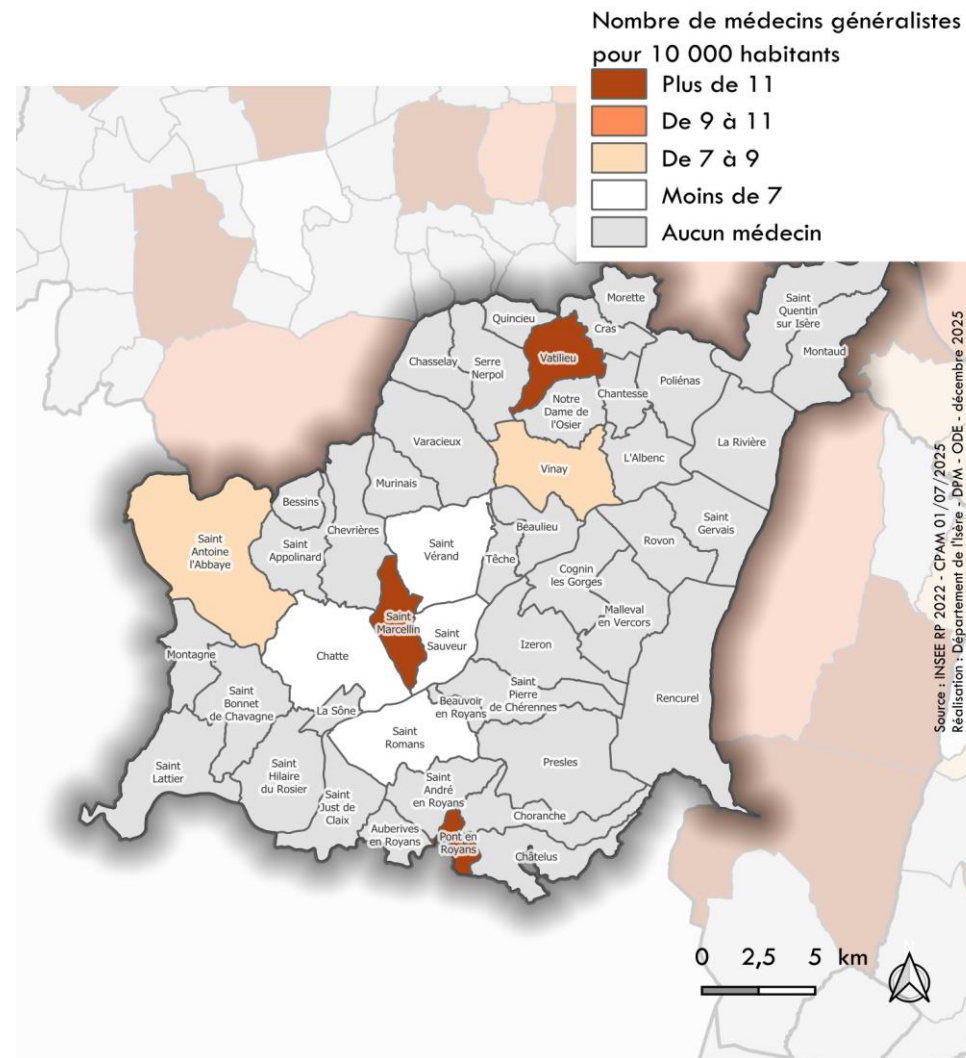 Nombre de médecins généralistes
pour 10 000 habitants
Plus de 11
De 9 à 11
De 7 à 9
Moins de 7
Aucun médecin
Morette
Saint
Quentin
sur Isère
Quincieu
Cras
Montaud
Vatilieu
Chasselay
Serre
Nerpol
Poliénas
Chantesse
Notre
Dame de
l'Osier
Varacieux
La Rivière
L'Albenc
Vinay
Murinais
Bessins
Chevrières
Beaulieu
Saint
Gervais
Saint
Antoine
l'Abbaye
Saint
Appolinard
Saint
Vérand
Têche
Rovon
Cognin
les Gorges
Malleval
en Vercors
Saint
Marcellin
Saint
Sauveur
Izeron
Chatte
Montagne
Saint
Bonnet
de Chavagne
La Sône
Beauvoir
en Royans
Saint
Pierre
de Chérennes
Rencurel
Saint
Romans
Presles
Saint
Lattier
Saint
Hilaire
du Rosier
Saint
Just de
Claix
Saint
André
en Royans
Choranche
Auberives
en Royans
Pont en
Royans
Châtelus
Source : INSEE RP 2022 - CPAM 01/07/2025
Réalisation : Département de l'Isère - DPM - ODE - décembre 2025
0 2,5 5 km
N